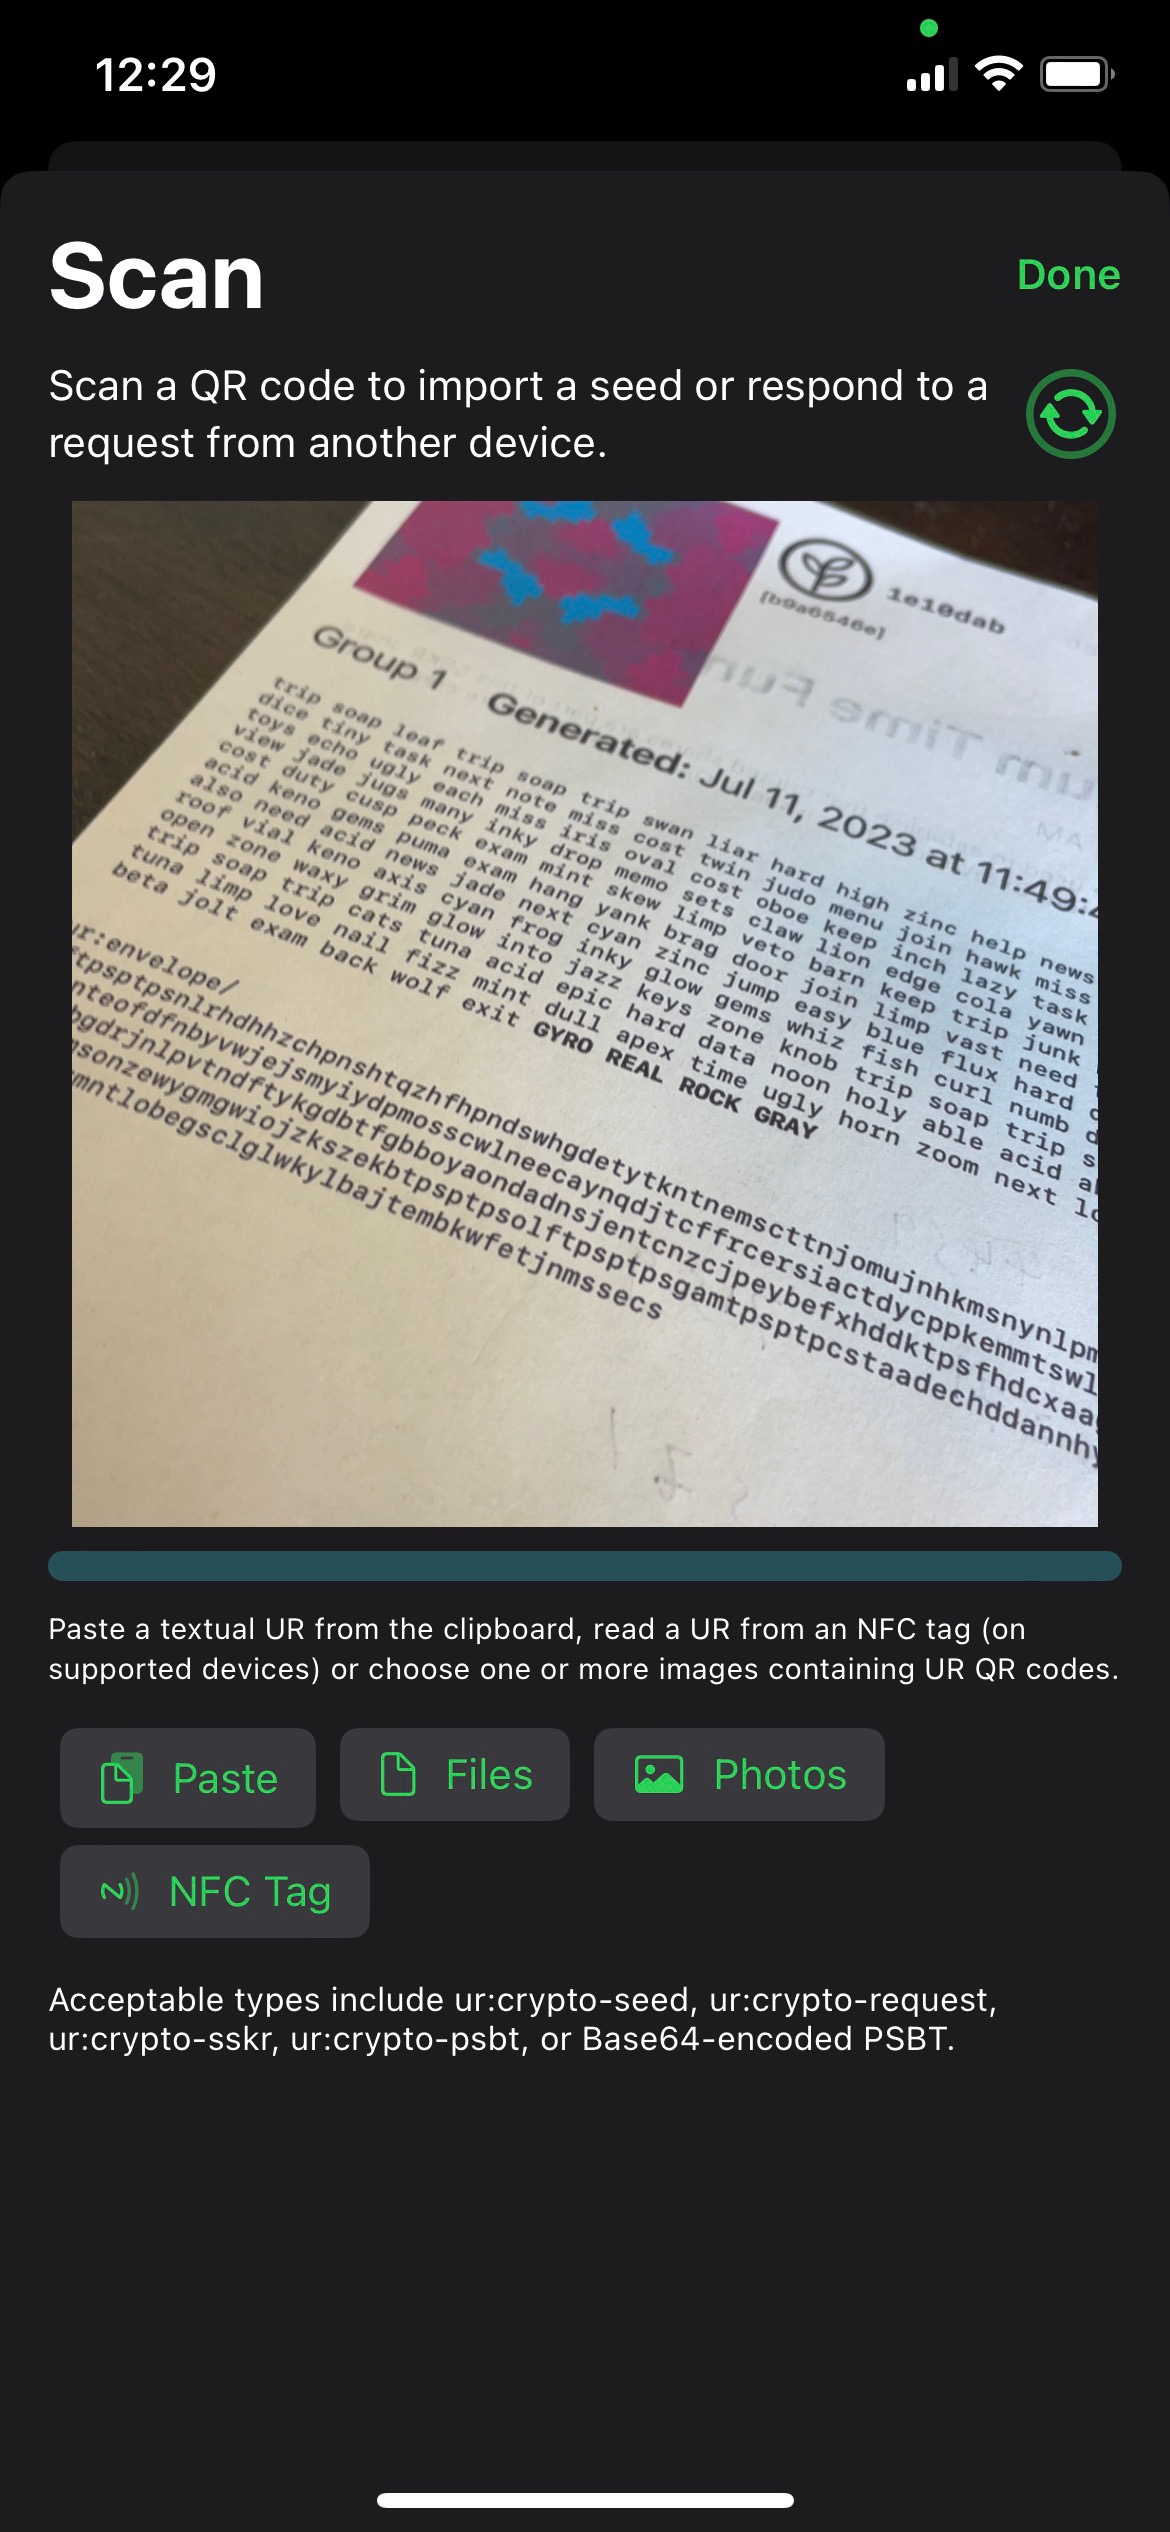 12:29
Scan
Done
Scan a QR code to import a seed or respond to a
request from another device.
1e10dab
[b9a6546e]
Group 1 Generated: Jul 11, 2023 at 11:49:
trip soap leaf trip soap trip swan liar hard high zinc help news
dice tiny task next note miss cost twin judo menu join hawk miss
toys echo ugly each miss iris oval cost oboe keep inch lazy task
view jade jugs many inky drop memo sets claw lion edge cola yawn
cost duty cusp peck exam mint skew limp veto barn keep trip junk
acid keno gems puma exam hang yank brag door join limp vast need
also need acid news jade next cyan zinc jump easy blue flux hard
roof vial keno axis cyan frog inky glow gems whiz fish curl numb
open zone waxy grim glow into jazz keys zone knob trip soap trip
trip soap trip cats tuna acid epic hard data noon holy able acid
tuna limp love nail fizz mint dull apex time ugly horn zoom next
beta jolt exam back wolf exit GYRO REAL ROCK GRAY
ur:envelope/
ftpsptpsnlrhdhhzchpnshtqzhfhpndswhgdetytkntnemscttnjomujnhkmsnynlpm
nteofdfnbyvwjejsmyiydpmosscwlneecaynqdjtcffrcersiactdycppkemmtswl
bgdrjnlpvtndftykgdbtfgbboyaondadnsjentcnzcjpeybefxhddktpsfhdcxaa
nsonzewygmgwiojzkszekbtpsptpsolftpsptpsgamtpsptpcstaadechddannhy
mntlobegsclglwkylbajtembkwfetjnmssecs
Paste a textual UR from the clipboard, read a UR from an NFC tag (on
supported devices) or choose one or more images containing UR QR codes.
Paste
Files
Photos
NFC Tag
Acceptable types include ur:crypto-seed, ur:crypto-request,
ur:crypto-sskr, ur:crypto-psbt, or Base64-encoded PSBT.